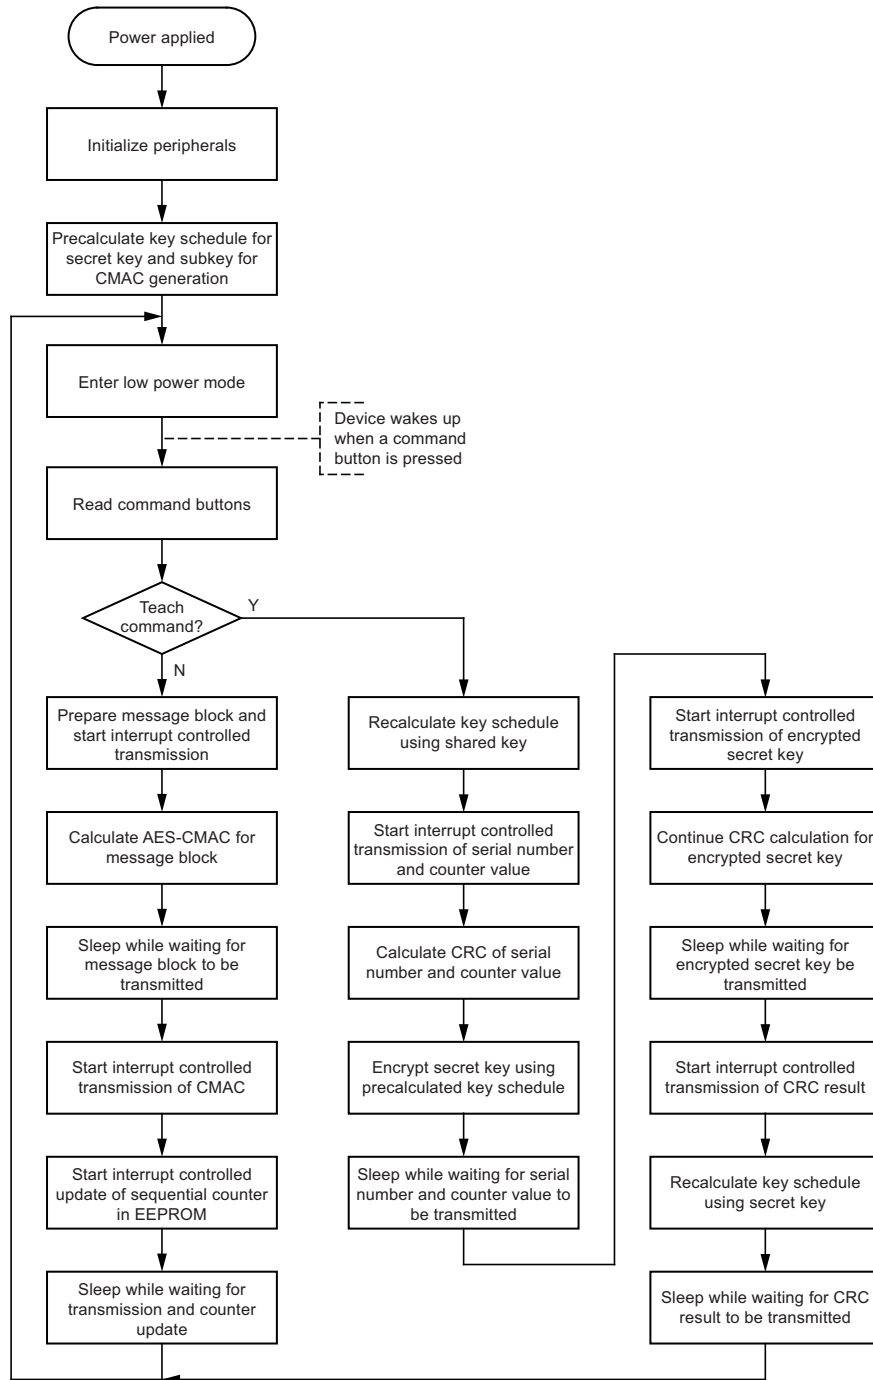 Power applied
Initialize peripherals
Precalculate key schedule for
secret key and subkey for
CMAC generation
Enter low power mode
Device wakes up
when a command
button is pressed
Read command buttons
Teach
command?
Y
N
Prepare message block and
start interrupt controlled
transmission
Calculate AES-CMAC for
message block
Sleep while waiting for
message block to be
transmitted
Start interrupt controlled
transmission of CMAC
Start interrupt controlled
update of sequential counter
in EEPROM
Sleep while waiting for
transmission and counter
update
Recalculate key schedule
using shared key
Start interrupt controlled
transmission of serial number
and counter value
Calculate CRC of serial
number and counter value
Encrypt secret key using
precalculated key schedule
Sleep while waiting for serial
number and counter value to
be transmitted
Start interrupt controlled
transmission of encrypted
secret key
Continue CRC calculation for
encrypted secret key
Sleep while waiting for
encrypted secret key be
transmitted
Start interrupt controlled
transmission of CRC result
Recalculate key schedule
using secret key
Sleep while waiting for CRC
result to be transmitted